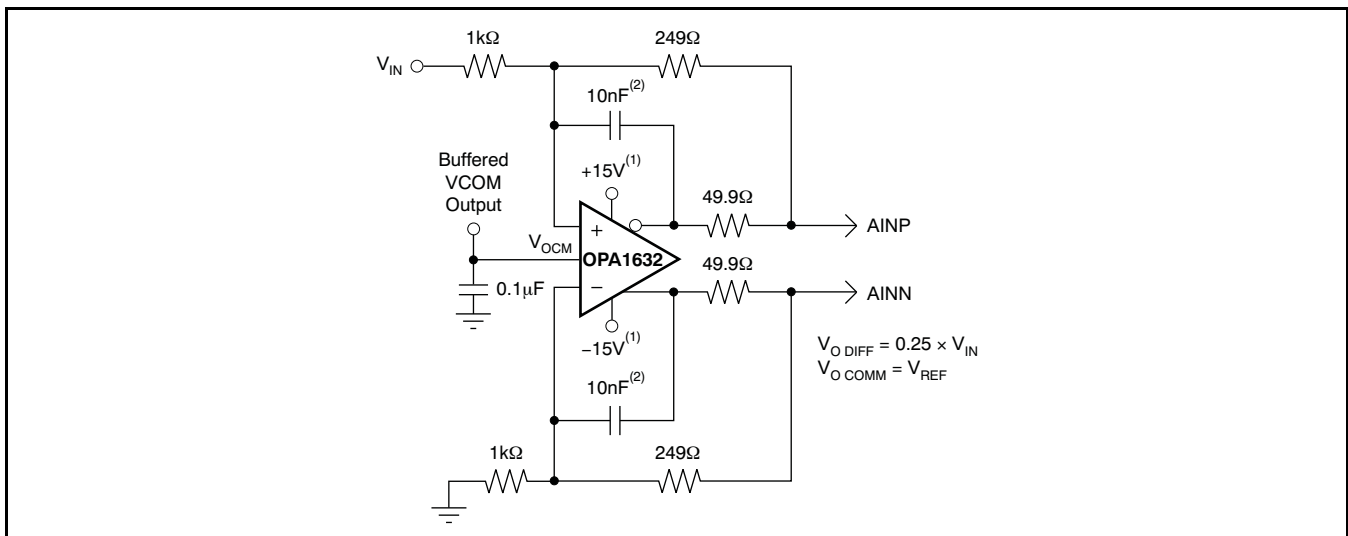 1kΩ
249Ω
V_IN
10nF(2)
Buffered
VCOM
Output
+15V(1)
49.9Ω
+
AINP
V_OCM
OPA1632
49.9Ω
0.1μF
−
AINN
−15V(1)
V_O DIFF = 0.25 × V_IN
V_O COMM = V_REF
10nF(2)
1kΩ
249Ω